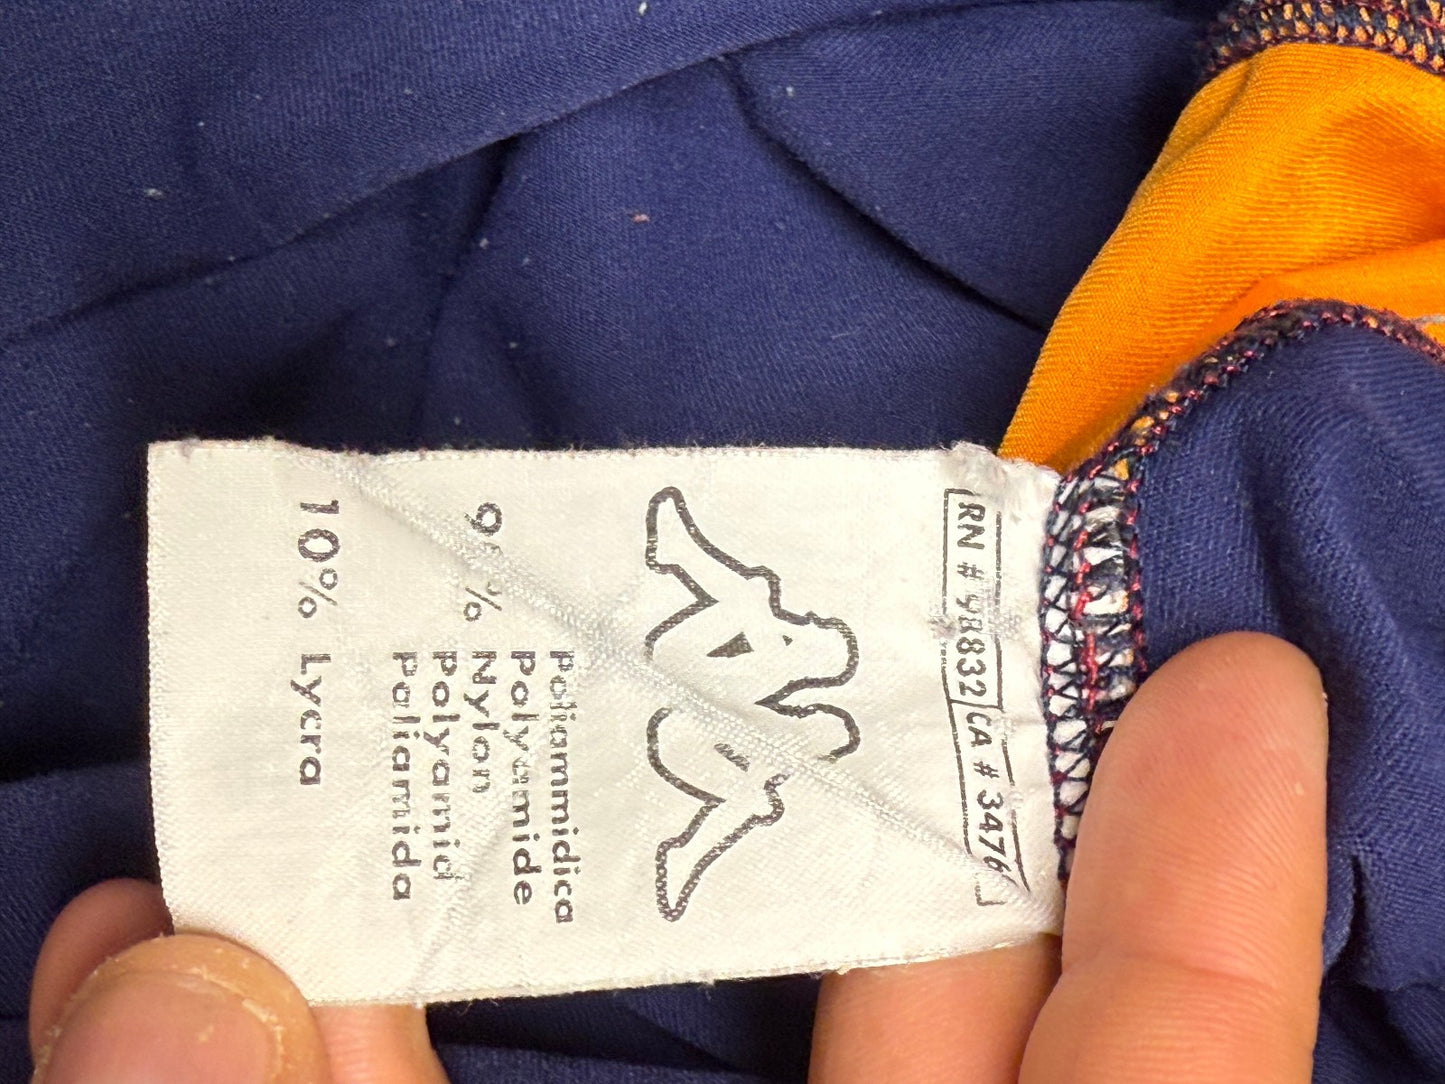 RN # 98832 CA # 3476
poliammidica
Polyamide
Nylon
Polyamid
Poliamida
10% Lycra